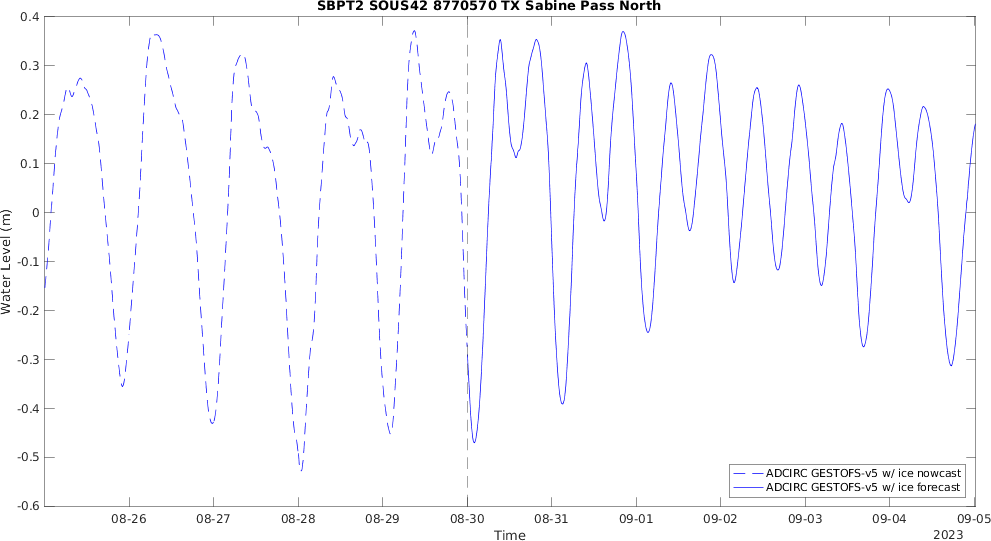 SBPT2 SOUS42 8770570 TX Sabine Pass North
0.4
0.3
0.2
0.1
0
-0.1
-0.2
-0.3
-0.4
-0.5
-0.6
Water Level (m)
ADCIRC GESTOFS-v5 w/ ice nowcast
ADCIRC GESTOFS-v5 w/ ice forecast
08-26 08-27 08-28 08-29 08-30 08-31 09-01 09-02 09-03 09-04 09-05
Time
2023